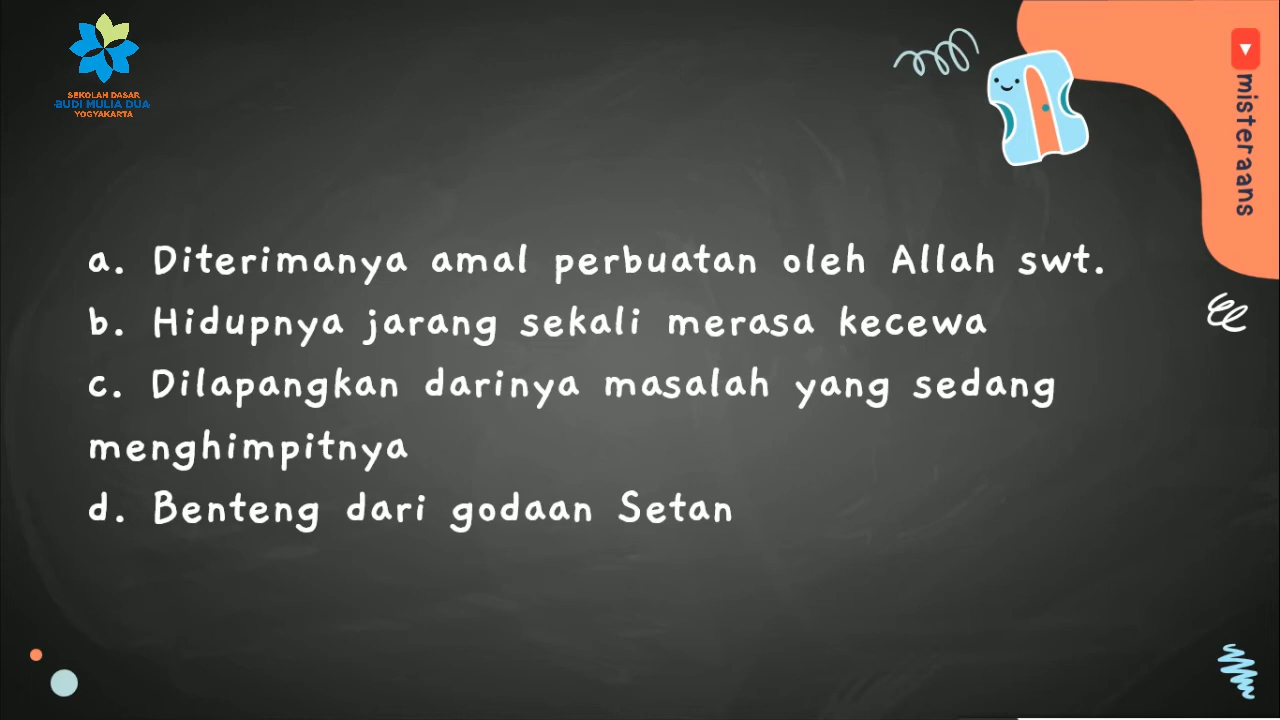 SEKOLAH DASAR
BUDI MULIA DUA
YOGYAKARTA
misteraans
a. Diterimanya amal perbuatan oleh Allah swt.
b. Hidupnya jarang sekali merasa kecewa
c. Dilapangkan darinya masalah yang sedang
menghimpitnya
d. Benteng dari godaan Setan